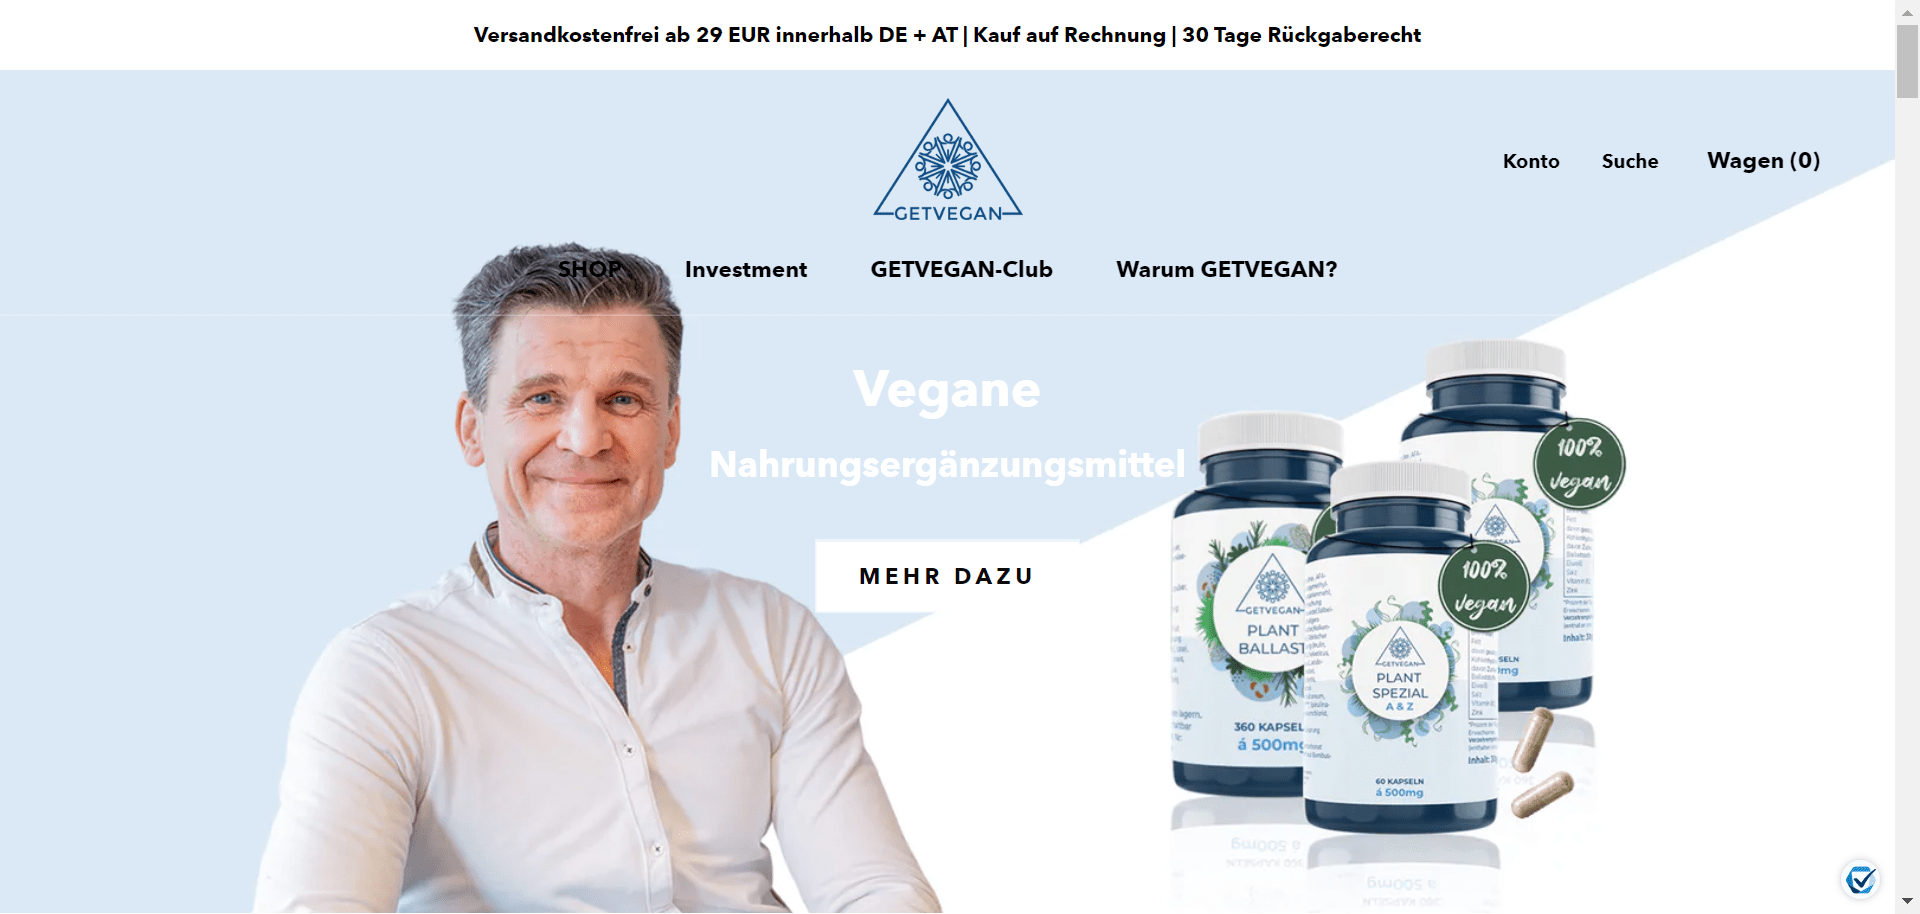 Versandkostenfrei ab 29 EUR innerhalb DE + AT | Kauf auf Rechnung | 30 Tage Rückgaberecht
GETVEGAN
Konto
Suche
Wagen (0)
SHOP
Investment
GETVEGAN-Club
Warum GETVEGAN?
Vegane
Nahrungsergänzungsmittel
MEHR DAZU
GETVEGAN
PLANT
BALLAST
360 KAPSEL
á 500mg
100%
vegan
GETVEGAN
PLANT
SPEZIAL
A & Z
60 KAPSELN
á 500mg
100%
vegan